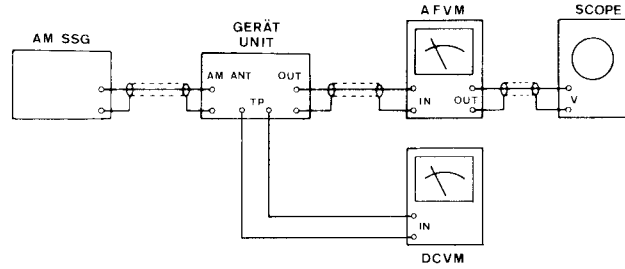 AM SSG
GERÄT
UNIT
AFVM
SCOPE
AM ANT
OUT
TP
IN
OUT
V
IN
DCVM